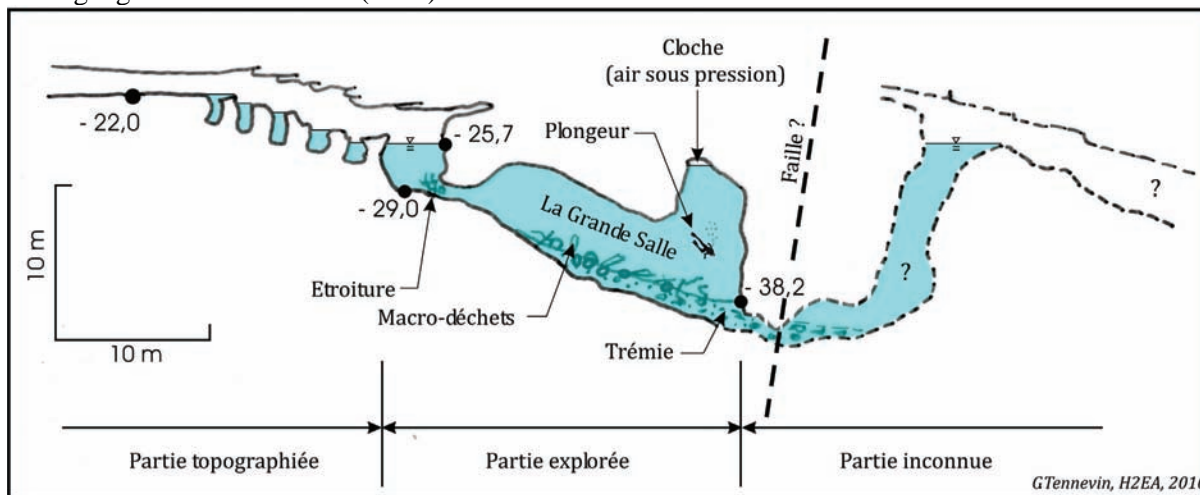 Cloche
(air sous pression)
Plongeur
Faille ?
- 22,0
- 25,7
- 29,0
La Grande Salle
?
?
10 m
- 38,2
Etroiture
Macro-déchets
Trémie
10 m
Partie topographiée
Partie explorée
Partie inconnue
GTennevin, H2EA, 2010